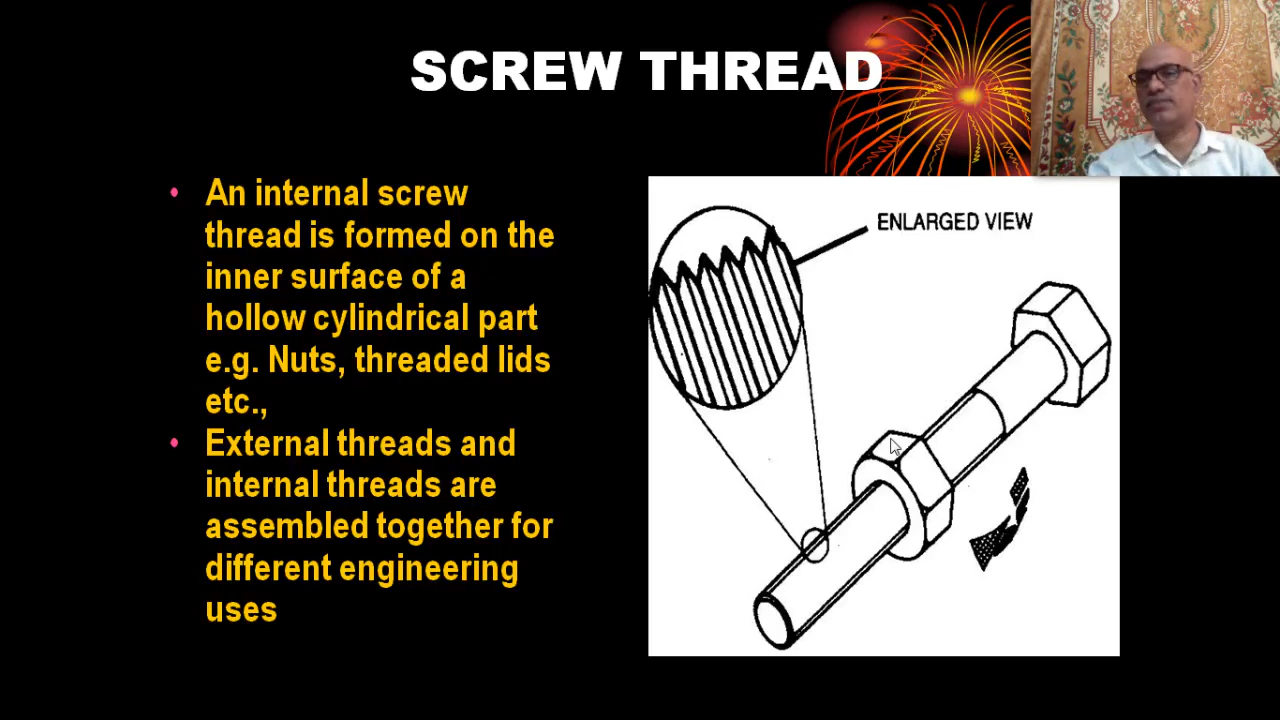 SCREW THREAD
• An internal screw
thread is formed on the
inner surface of a
hollow cylindrical part
e.g. Nuts, threaded lids
etc.,
• External threads and
internal threads are
assembled together for
different engineering
uses
ENLARGED VIEW